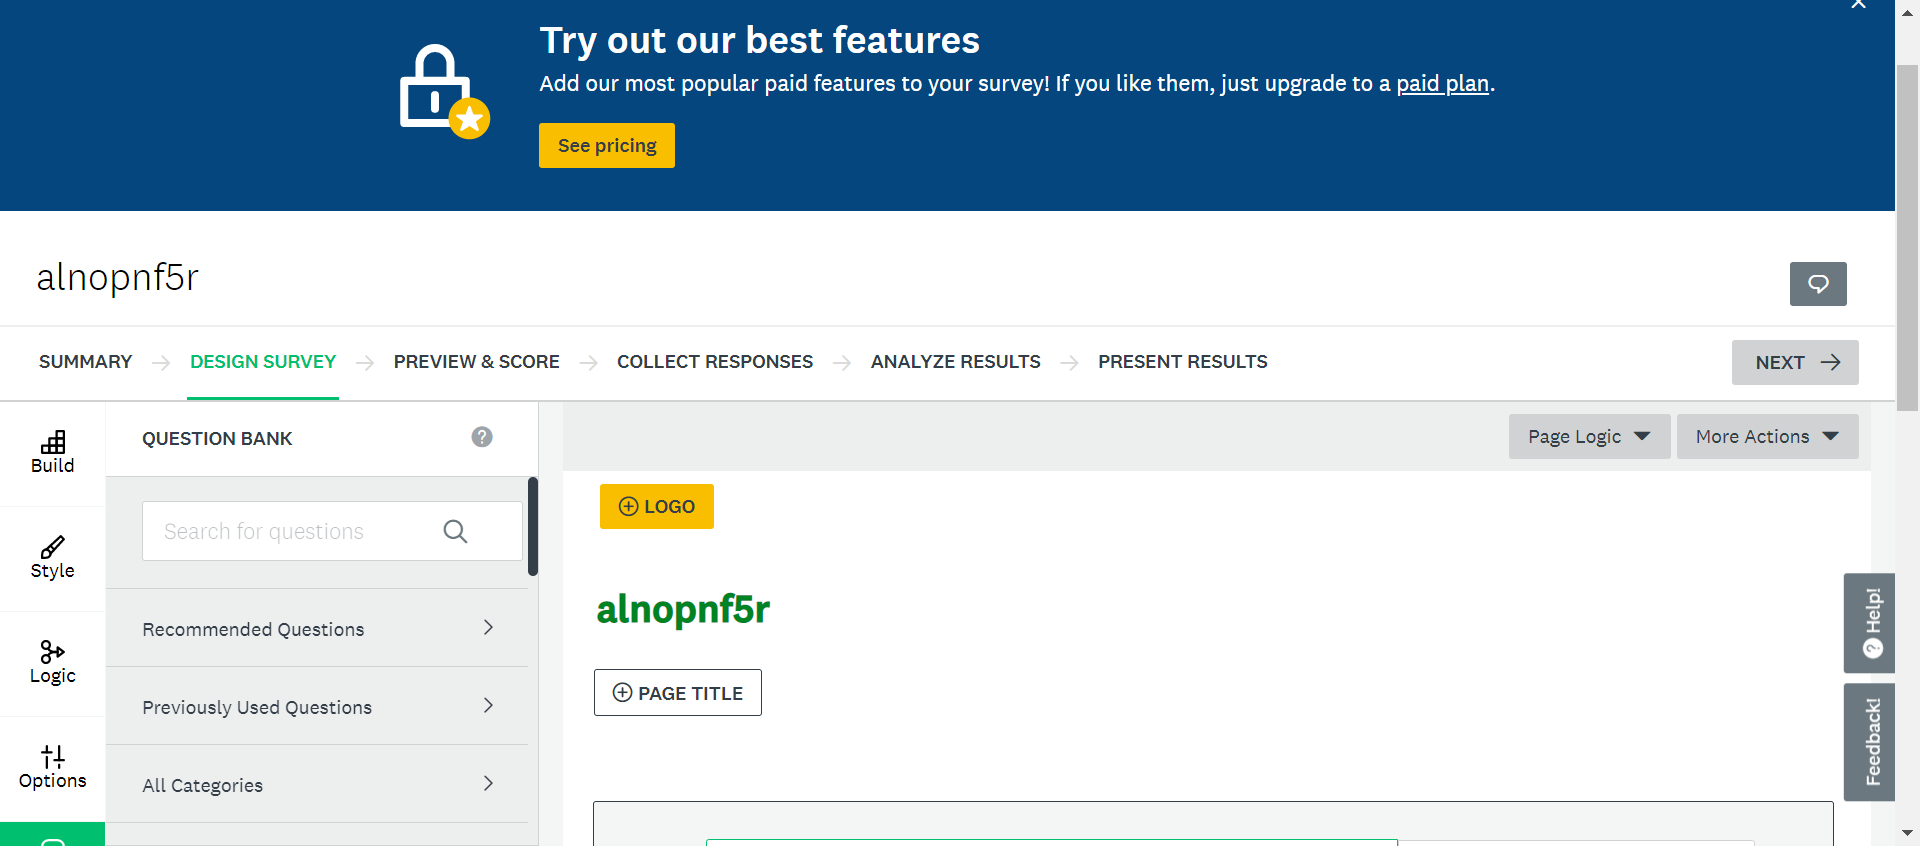 Try out our best features
Add our most popular paid features to your survey! If you like them, just upgrade to a paid plan.
See pricing
alnopnf5r
SUMMARY
DESIGN SURVEY
PREVIEW & SCORE
COLLECT RESPONSES
ANALYZE RESULTS
PRESENT RESULTS
NEXT
Build
Style
Logic
Options
QUESTION BANK
Search for questions
Recommended Questions
Previously Used Questions
All Categories
Page Logic
More Actions
LOGO
alnopnf5r
PAGE TITLE
Help!
Feedback!